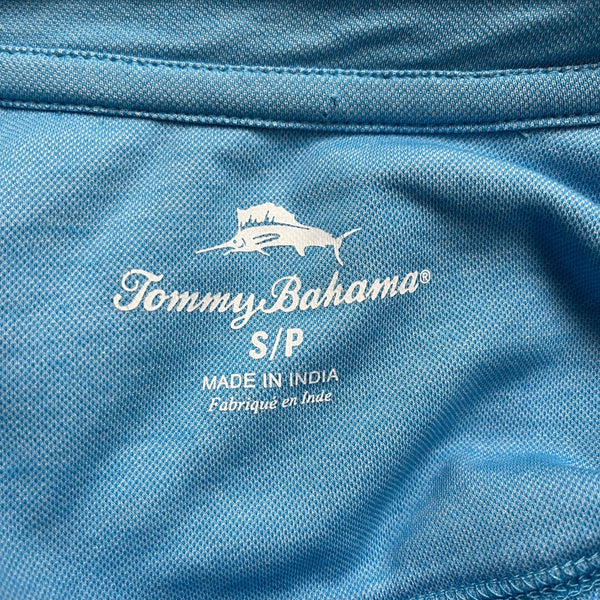 Tommy Bahama®
S/P
MADE IN INDIA
Fabriqué en Inde